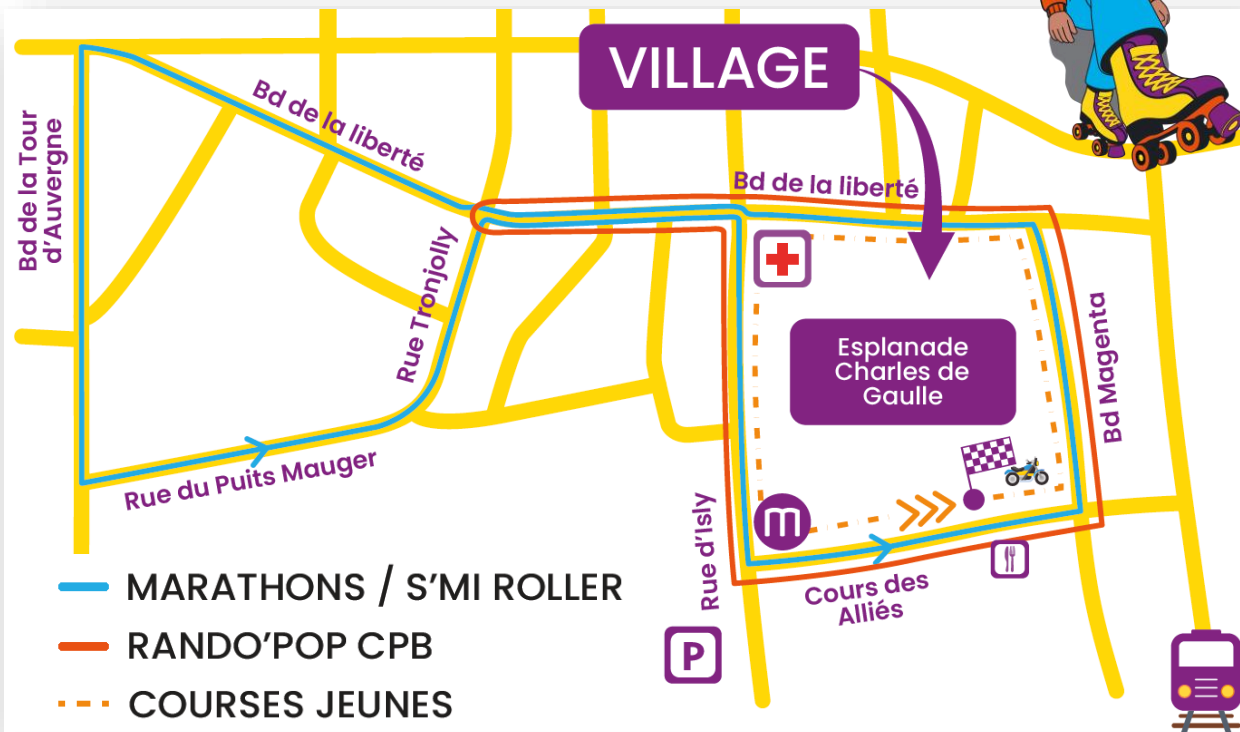 VILLAGE
Bd de la Tour
d'Auvergne
Bd de la liberté
Bd de la liberté
Rue Tronjolly
Esplanade
Charles de
Gaulle
Bd Magenta
Rue du Puits Mauger
m
Rue d'Isly
Cours des
Alliés
P
MARATHONS / S'MI ROLLER
RANDO'POP CPB
COURSES JEUNES